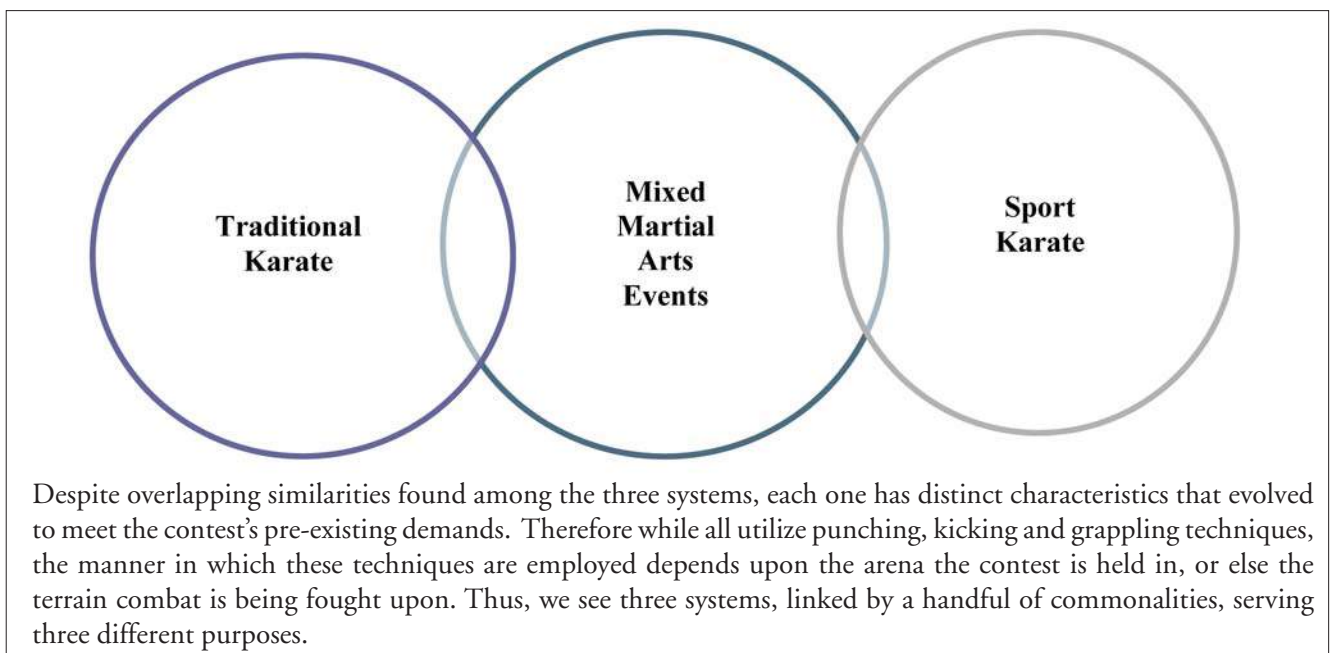 Traditional
Karate
Mixed
Martial
Arts
Events
Sport
Karate
Despite overlapping similarities found among the three systems, each one has distinct characteristics that evolved
to meet the contest's pre-existing demands. Therefore while all utilize punching, kicking and grappling techniques,
the manner in which these techniques are employed depends upon the arena the contest is held in, or else the
terrain combat is being fought upon. Thus, we see three systems, linked by a handful of commonalities, serving
three different purposes.